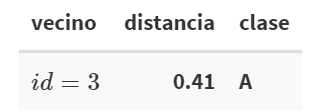 vecino distancia clase
id = 3 0.41 A